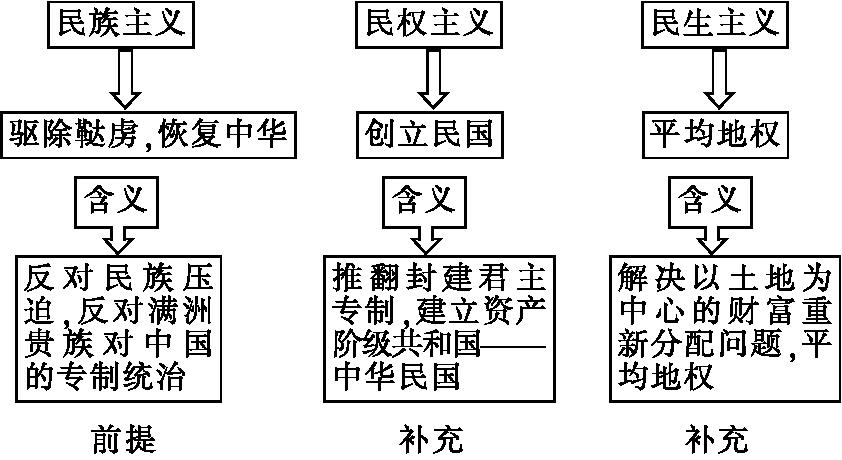 民族主义
民权主义
民生主义
驱除鞑虏,恢复中华
创立民国
平均地权
含义
含义
含义
反对民族压
迫,反对满洲
贵族对中国
的专制统治
推翻封建君主
专制,建立资产
阶级共和国——
中华民国
解决以土地为
中心的财富重
新分配问题,平
均地权
前提
补充
补充